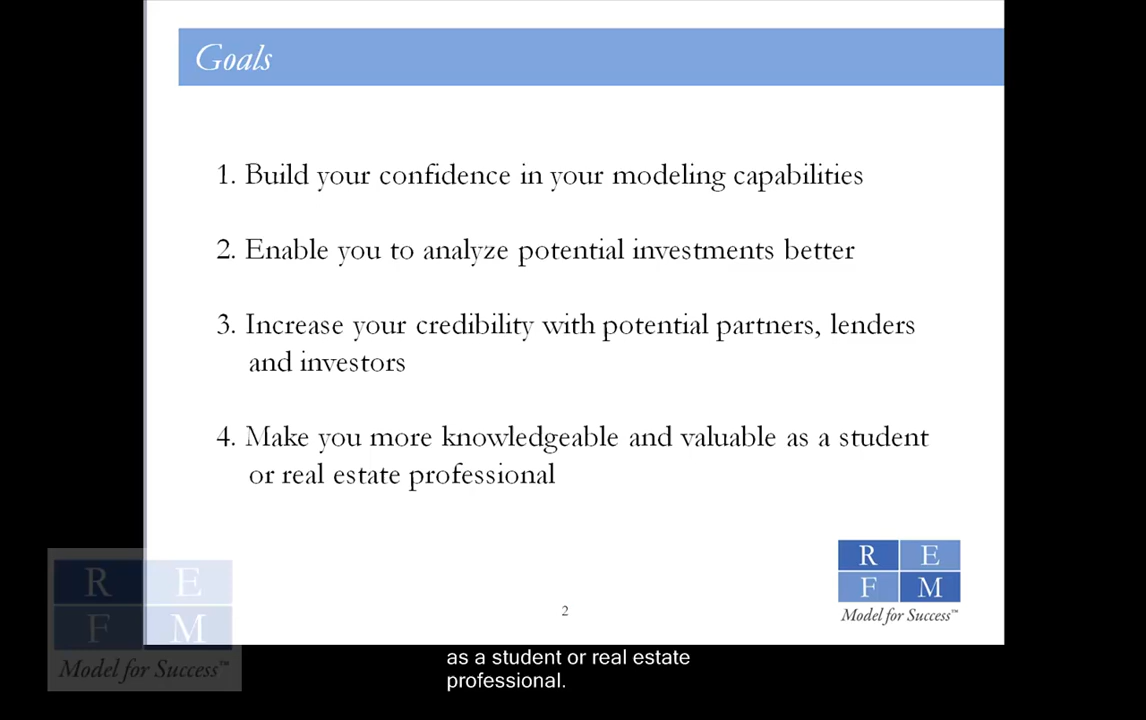 Goals
1. Build your confidence in your modeling capabilities
2. Enable you to analyze potential investments better
3. Increase your credibility with potential partners, lenders
and investors
4. Make you more knowledgeable and valuable as a student
or real estate professional
R E
F M
Model for Success™
2
R E
F M
Model for Success™
as a student or real estate
professional.